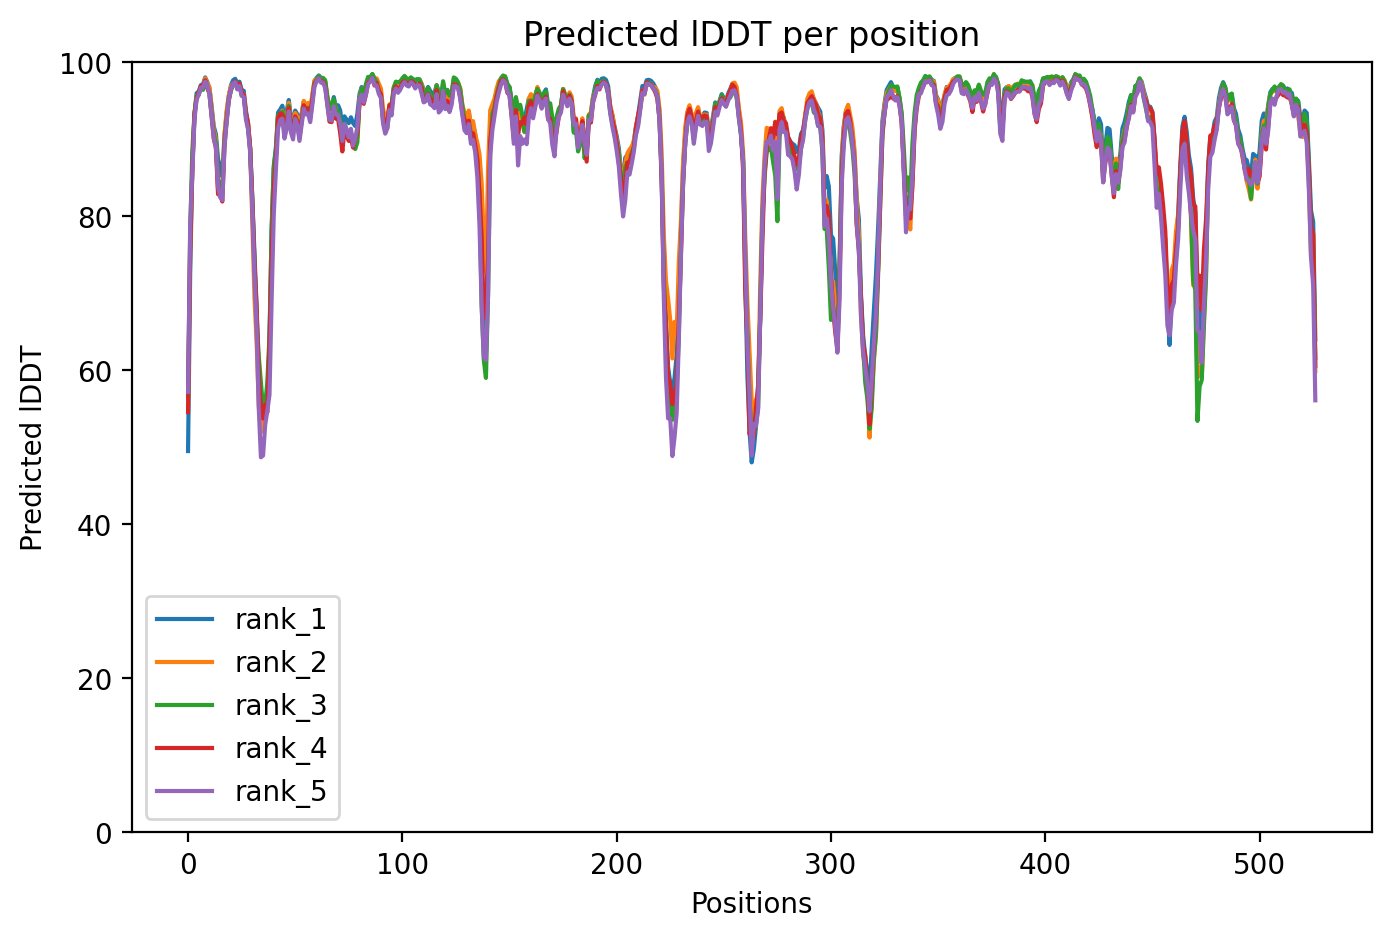 Predicted lDDT per position
100
80
60
40
20
0
Predicted lDDT
rank_1
rank_2
rank_3
rank_4
rank_5
0 100 200 300 400 500
Positions